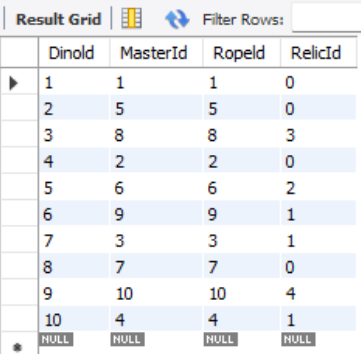 Result Grid Filter Rows:
DinoId MasterId RopeId RelicId
1 1 1 0
2 5 5 0
3 8 8 3
4 2 2 0
5 6 6 2
6 9 9 1
7 3 3 1
8 7 7 0
9 10 10 4
10 4 4 1
NULL NULL NULL NULL